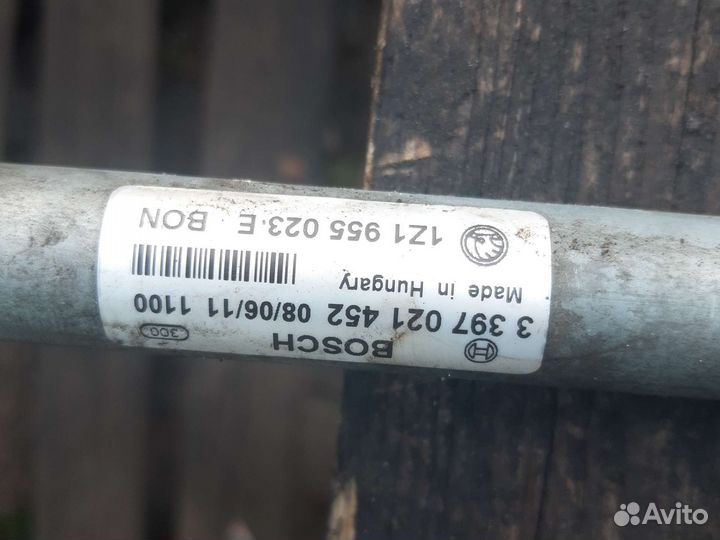 BOSCH
3 397 021 452 08/06/11 1100
Made in Hungary
1Z1 955 023 E BON
Avito